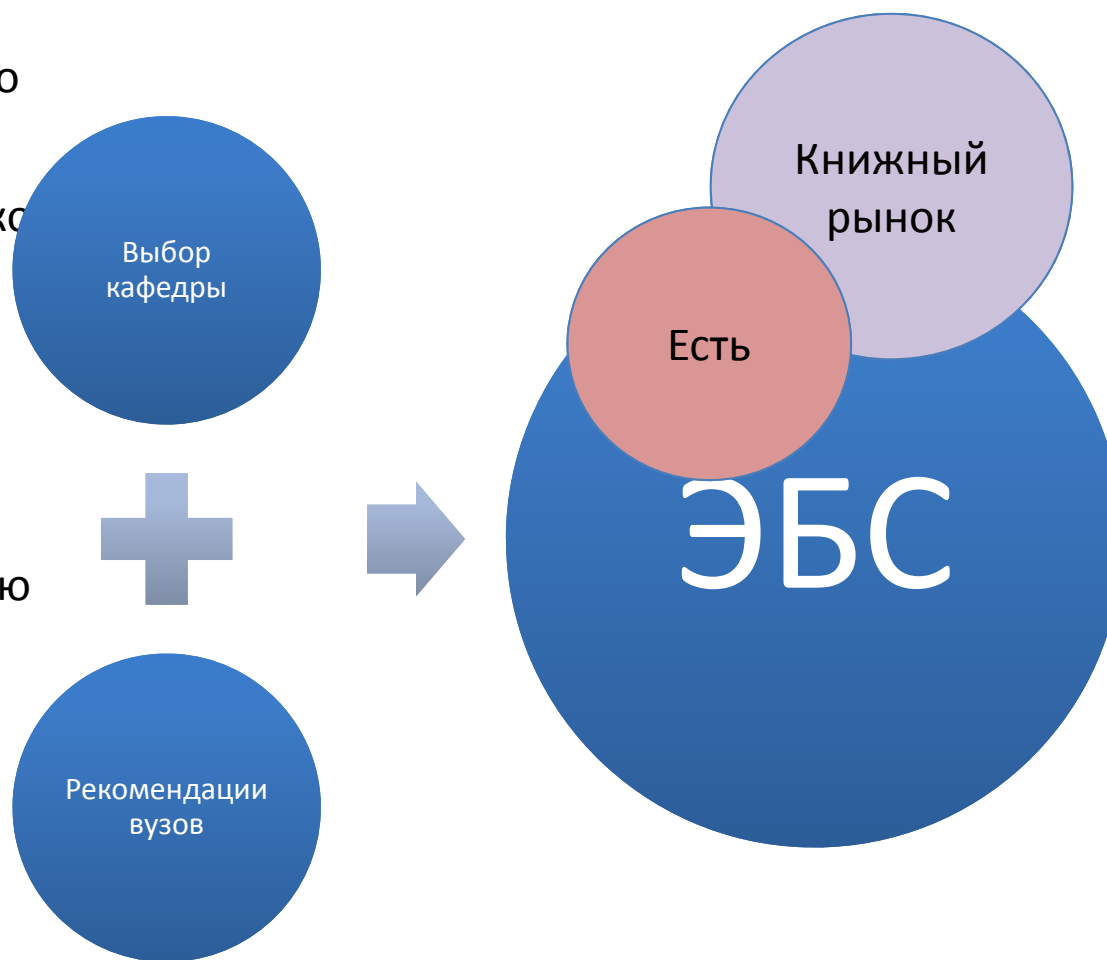 Выбор
кафедры
Рекомендации
вузов
Книжный
рынок
Есть
ЭБС